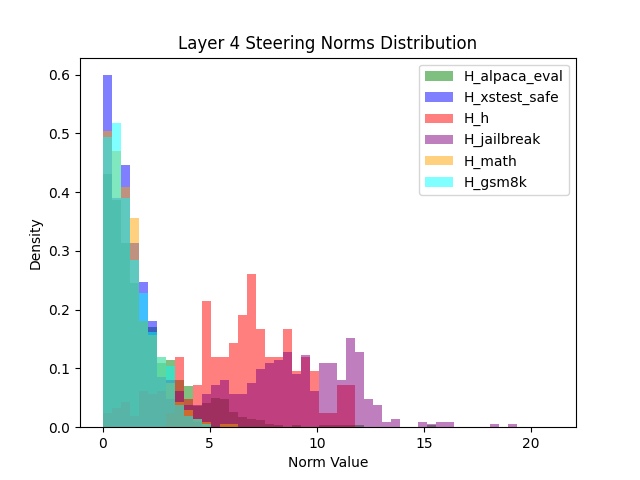 Layer 4 Steering Norms Distribution
H_alpaca_eval
H_xstest_safe
H_h
H_jailbreak
H_math
H_gsm8k
0.6
0.5
0.4
0.3
0.2
0.1
0.0
Density
0
5
10
15
20
Norm Value